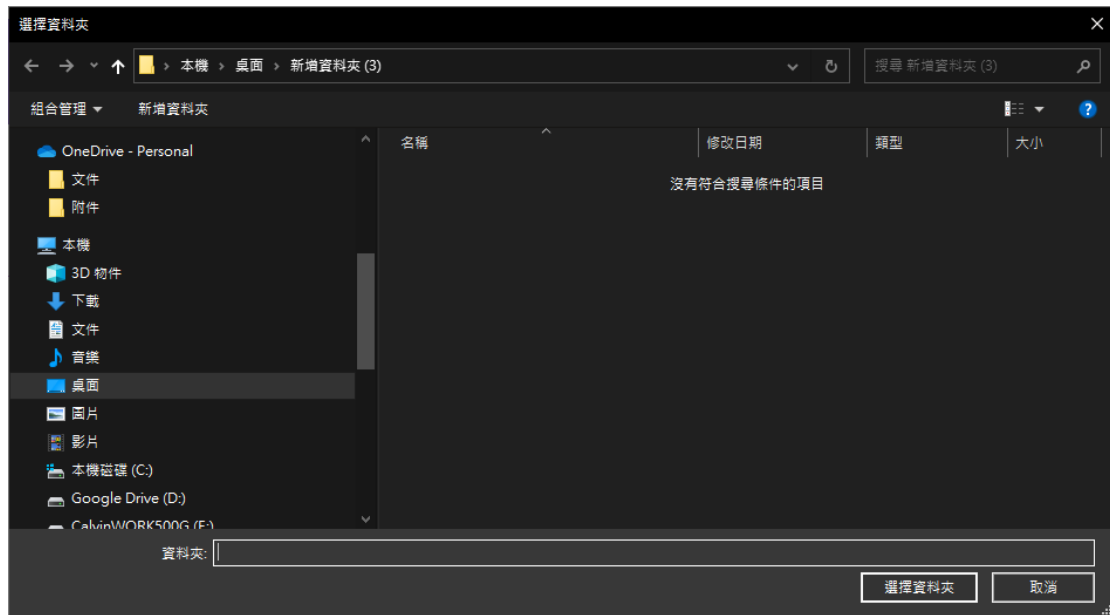 選擇資料夾
本機 › 桌面 › 新增資料夾 (3)
搜尋 新增資料夾 (3)
組合管理
新增資料夾
?
名稱
修改日期
類型
大小
沒有符合搜尋條件的項目
OneDrive - Personal
文件
附件
本機
3D 物件
下載
文件
音樂
桌面
圖片
影片
本機磁碟 (C:)
Google Drive (D:)
CalvinWORK500G (F:)
資料夾:
選擇資料夾
取消